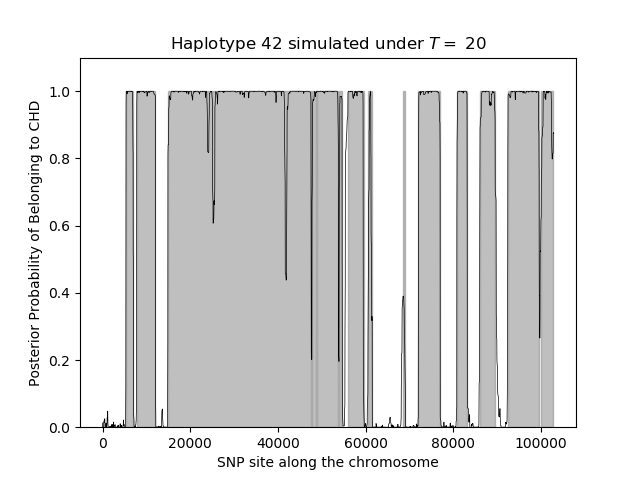 Haplotype 42 simulated under T = 20
Posterior Probability of Belonging to CHD
1.0
0.8
0.6
0.4
0.2
0.0
0 20000 40000 60000 80000 100000
SNP site along the chromosome